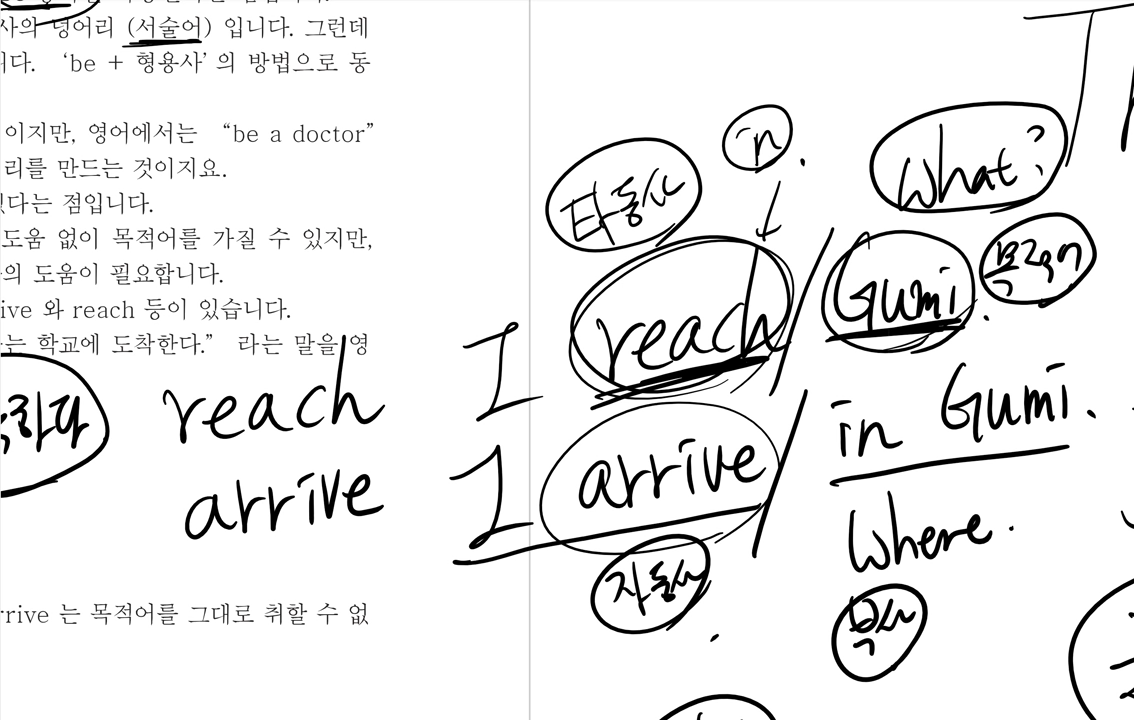 사의 덩어리 (서술어) 입니다. 그런데
니다. ‘be + 형용사’ 의 방법으로 동
이지만, 영어에서는 “be a doctor”
리를 만드는 것이지요.
있다는 점입니다.
도움 없이 목적어를 가질 수 있지만,
의 도움이 필요합니다.
ive 와 reach 등이 있습니다.
는 학교에 도착한다.” 라는 말을 영
하다
reach
arrive
rrive 는 목적어를 그대로 취할 수 없
in.
what?
타동사
목적어
I reach / Gumi.
I arrive / in Gumi.
where.
자동사
부사